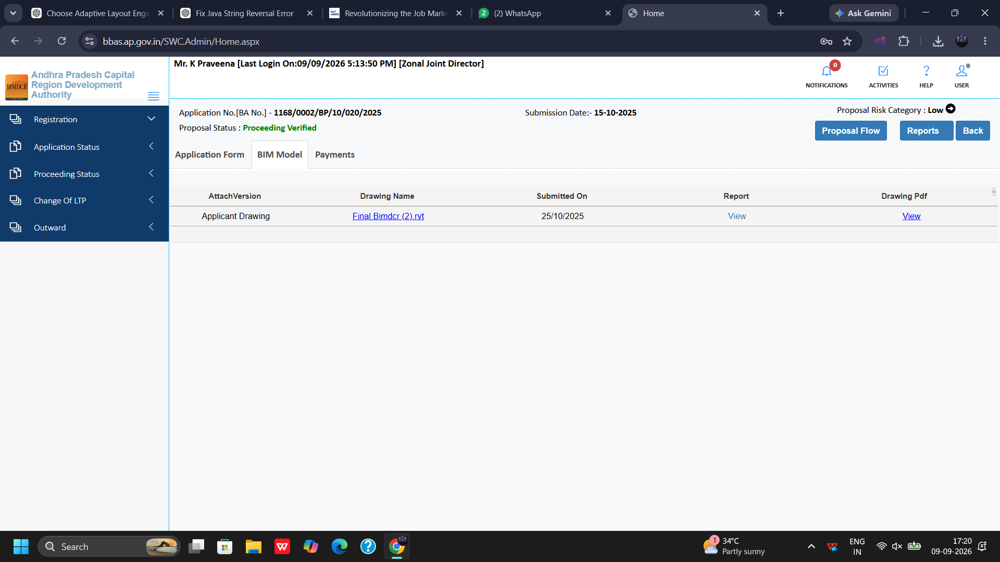 Choose Adaptive Layout Engin
Fix Java String Reversal Error
Revolutionizing the Job Marke
2
(2) WhatsApp
Home
Ask Gemini
bbas.ap.gov.in/SWC.Admin/Home.aspx
BIMDCR
Andhra Pradesh Capital
Region Development
Authority
Mr. K Praveena [Last Login On:09/09/2026 5:13:50 PM] [Zonal Joint Director]
0
NOTIFICATIONS
ACTIVITIES
HELP
USER
Registration
Application Status
Proceeding Status
Change Of LTP
Outward
Application No.[BA No.] - 1168/0002/BP/10/020/2025
Submission Date:- 15-10-2025
Proposal Risk Category : Low
Proposal Status : Proceeding Verified
Proposal Flow
Reports
Back
Application Form
BIM Model
Payments
AttachVersion Drawing Name Submitted On Report Drawing Pdf
Applicant Drawing Final Bimdcr (2).rvt 25/10/2025 View View
Search
1
34°C
Partly sunny
ENG
IN
17:20
09-09-2026